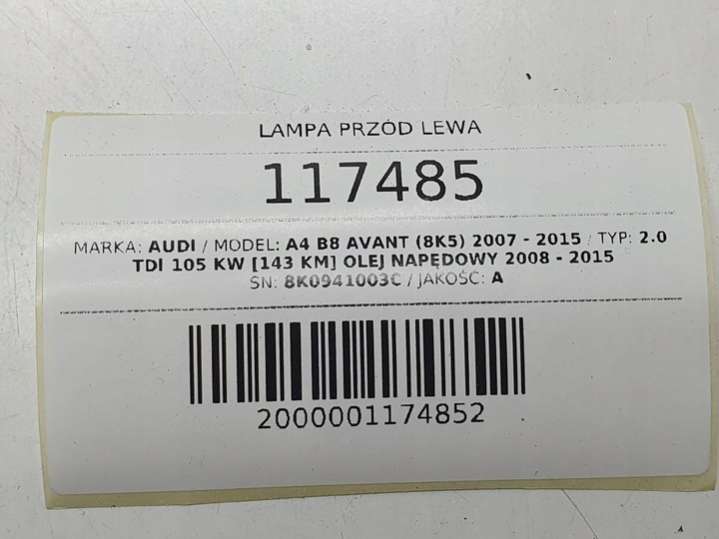 LAMPA PRZÓD LEWA
117485
MARKA: AUDI / MODEL: A4 B8 AVANT (8K5) 2007 - 2015 / TYP: 2.0
TDI 105 KW [143 KM] OLEJ NAPĘDOWY 2008 - 2015
SN: 8K0941003C / JAKOŚĆ: A
2000001174852